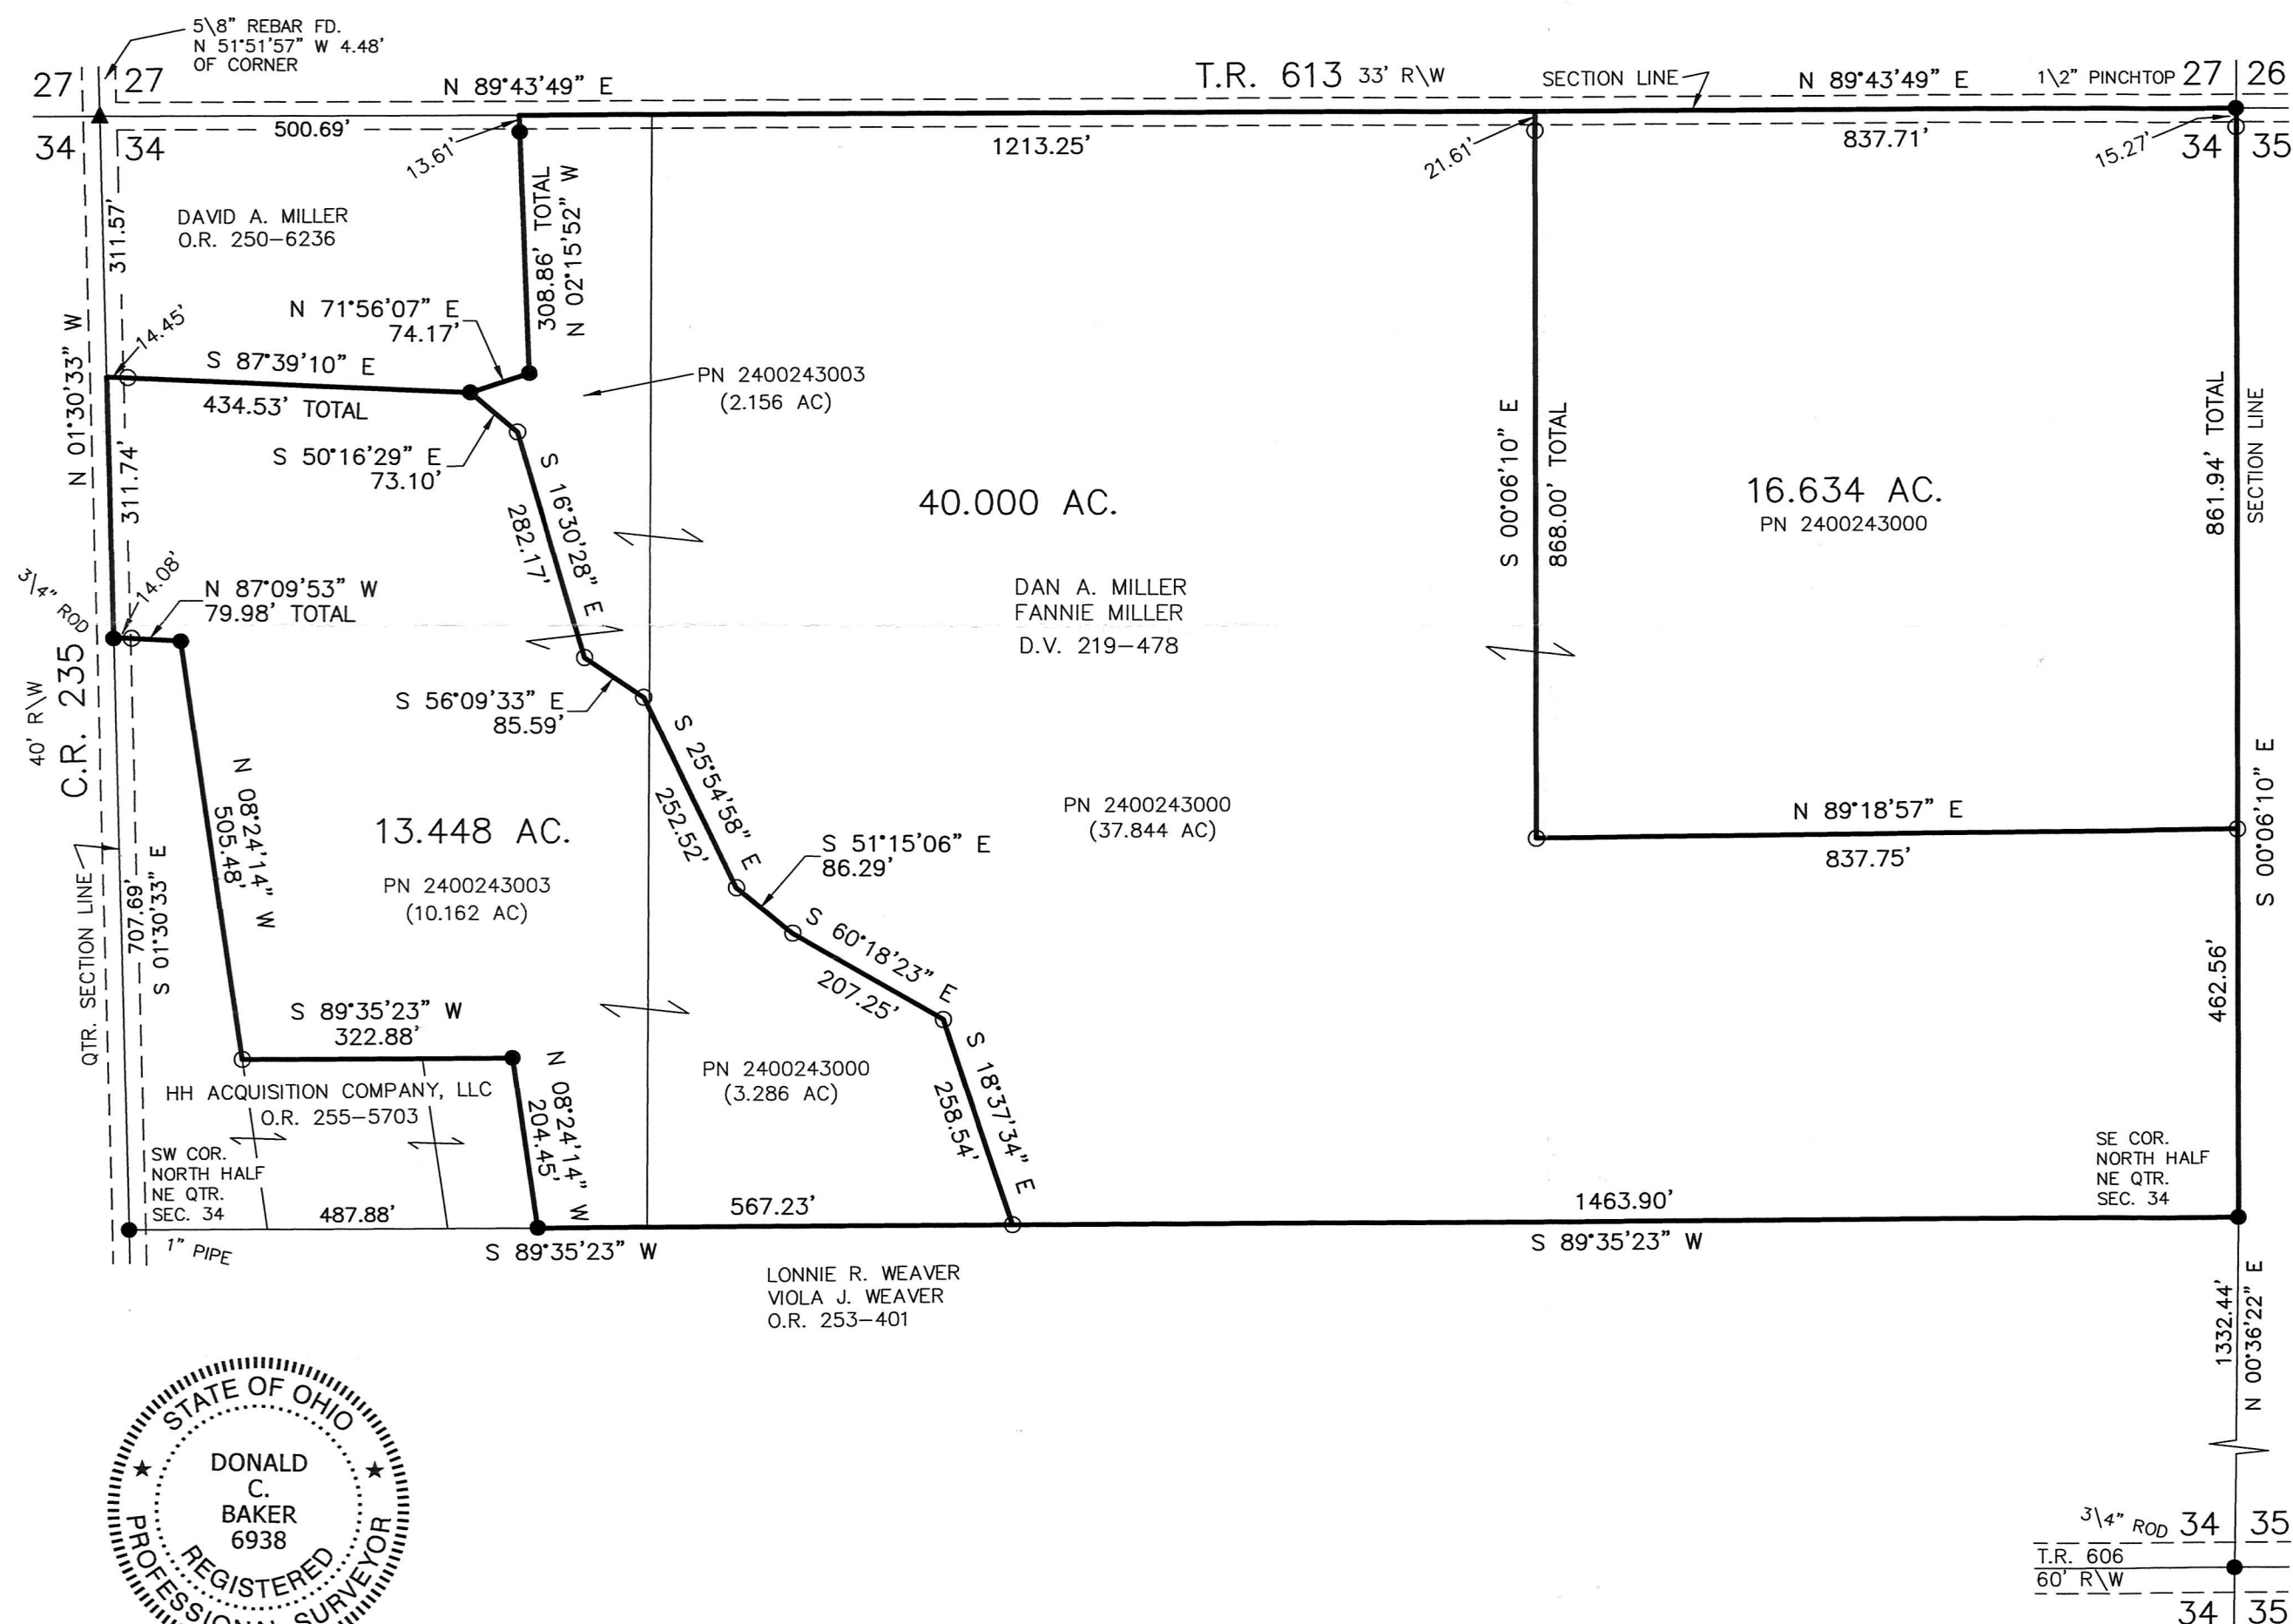 5\8" REBAR FD.
N 51°51'57" W 4.48'
OF CORNER
27 27
34 34
N 89°43'49" E
500.69'
13.61'
T.R. 613 33' R\W
SECTION LINE
N 89°43'49" E
1\2" PINCHTOP
27 26
34 35
1213.25'
21.61'
837.71'
15.27'
311.57'
DAVID A. MILLER
O.R. 250-6236
308.86' TOTAL
N 02°15'52" W
N 71°56'07" E
74.17'
14.45'
N 01°30'33" W
S 87°39'10" E
434.53' TOTAL
PN 2400243003
(2.156 AC)
S 50°16'29" E
73.10'
311.74'
S 16°30'28" E
282.17'
40.000 AC.
S 00°06'10" E
868.00' TOTAL
16.634 AC.
PN 2400243000
861.94' TOTAL
SECTION LINE
3\4" ROD
14.08'
N 87°09'53" W
79.98' TOTAL
DAN A. MILLER
FANNIE MILLER
D.V. 219-478
C.R. 235
40' R\W
S 56°09'33" E
85.59'
S 25°54'58" E
252.52'
N 08°24'14" W
505.48'
13.448 AC.
PN 2400243003
(10.162 AC)
S 51°15'06" E
86.29'
PN 2400243000
(37.844 AC)
N 89°18'57" E
837.75'
S 00°06'10" E
QTR. SECTION LINE
707.69'
S 01°30'33" E
S 60°18'23" E
207.25'
462.56'
S 89°35'23" W
322.88'
HH ACQUISITION COMPANY, LLC
O.R. 255-5703
N 08°24'14" W
204.45'
PN 2400243000
(3.286 AC)
S 18°37'34" E
258.54'
SW COR.
NORTH HALF
NE QTR.
SEC. 34
SE COR.
NORTH HALF
NE QTR.
SEC. 34
487.88'
567.23'
1463.90'
1" PIPE
S 89°35'23" W
S 89°35'23" W
LONNIE R. WEAVER
VIOLA J. WEAVER
O.R. 253-401
1332.44'
N 00°36'22" E
STATE OF OHIO
DONALD
C.
BAKER
6938
REGISTERED
PROFESSIONAL SURVEYOR
3\4" ROD
34 35
T.R. 606
60' R\W
34 35